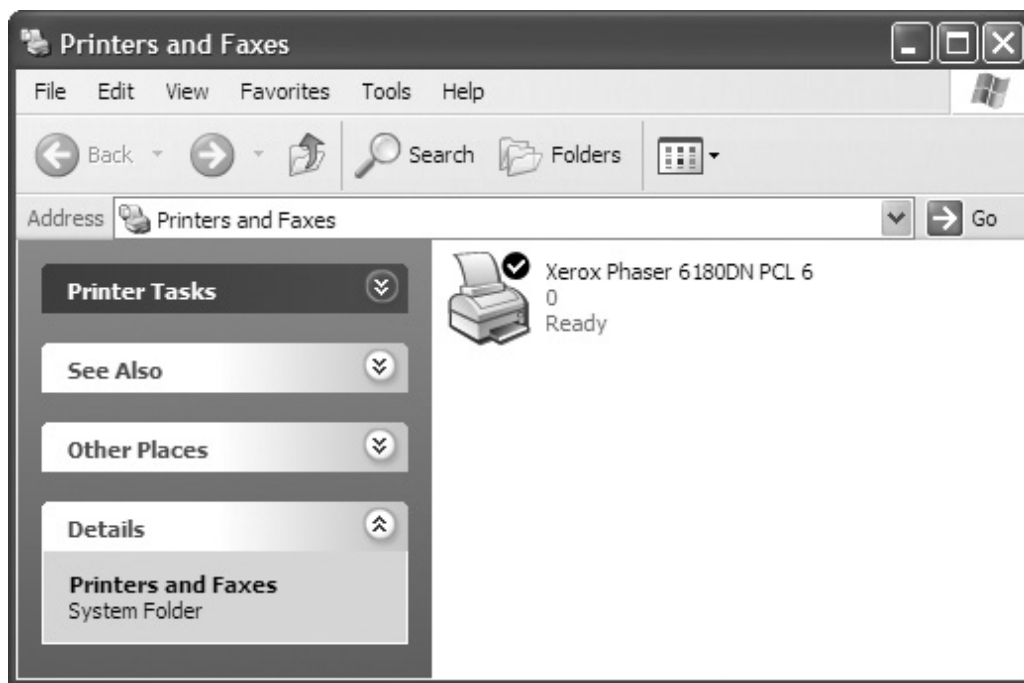 Printers and Faxes
File Edit View Favorites Tools Help
Back Search Folders
Address Printers and Faxes Go
Printer Tasks
See Also
Other Places
Details
Printers and Faxes
System Folder
Xerox Phaser 6180DN PCL 6
0
Ready